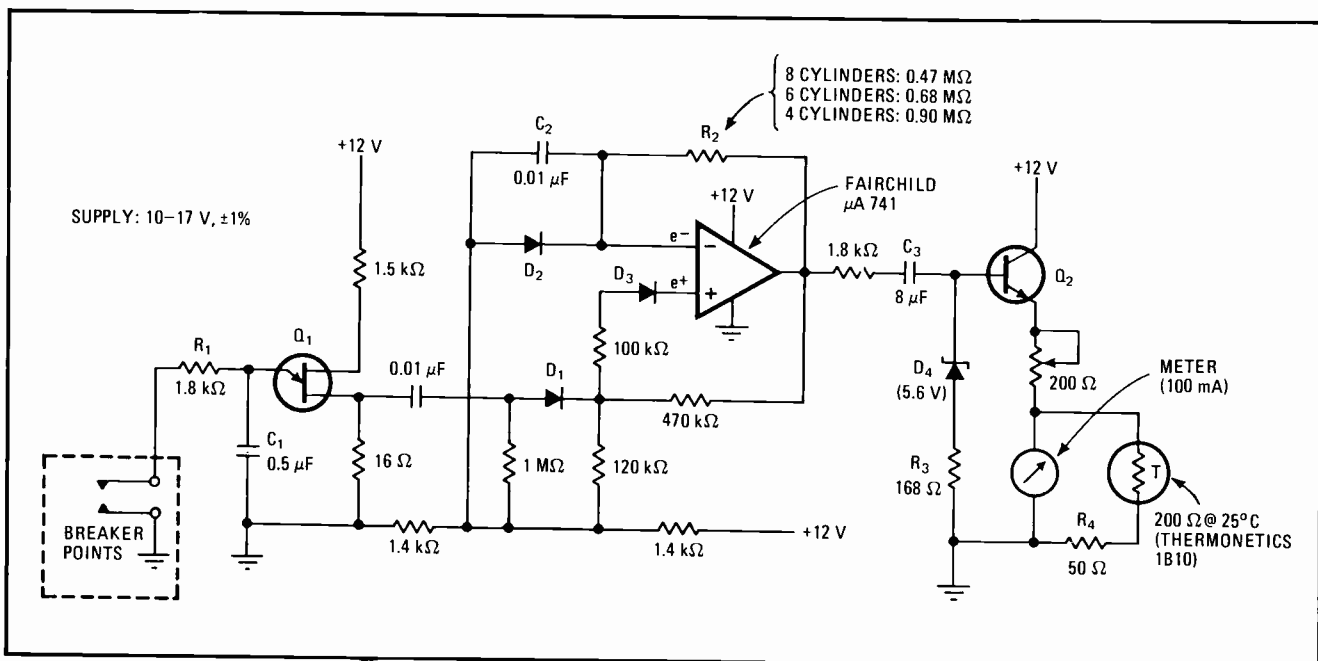 8 CYLINDERS: 0.47 MΩ
6 CYLINDERS: 0.68 MΩ
4 CYLINDERS: 0.90 MΩ
C2
0.01 μF
R2
+12 V
SUPPLY: 10–17 V, ±1%
1.5 kΩ
+12 V
FAIRCHILD
μA 741
+12 V
e−
−
D2
D3
e+
+
1.8 kΩ
C3
8 μF
Q2
R1
1.8 kΩ
Q1
0.01 μF
D1
100 kΩ
470 kΩ
D4
(5.6 V)
200 Ω
METER
(100 mA)
C1
0.5 μF
16 Ω
1 MΩ
120 kΩ
R3
168 Ω
T
BREAKER
POINTS
1.4 kΩ
1.4 kΩ
+12 V
R4
50 Ω
200 Ω @ 25°C
(THERMONETICS
1B10)